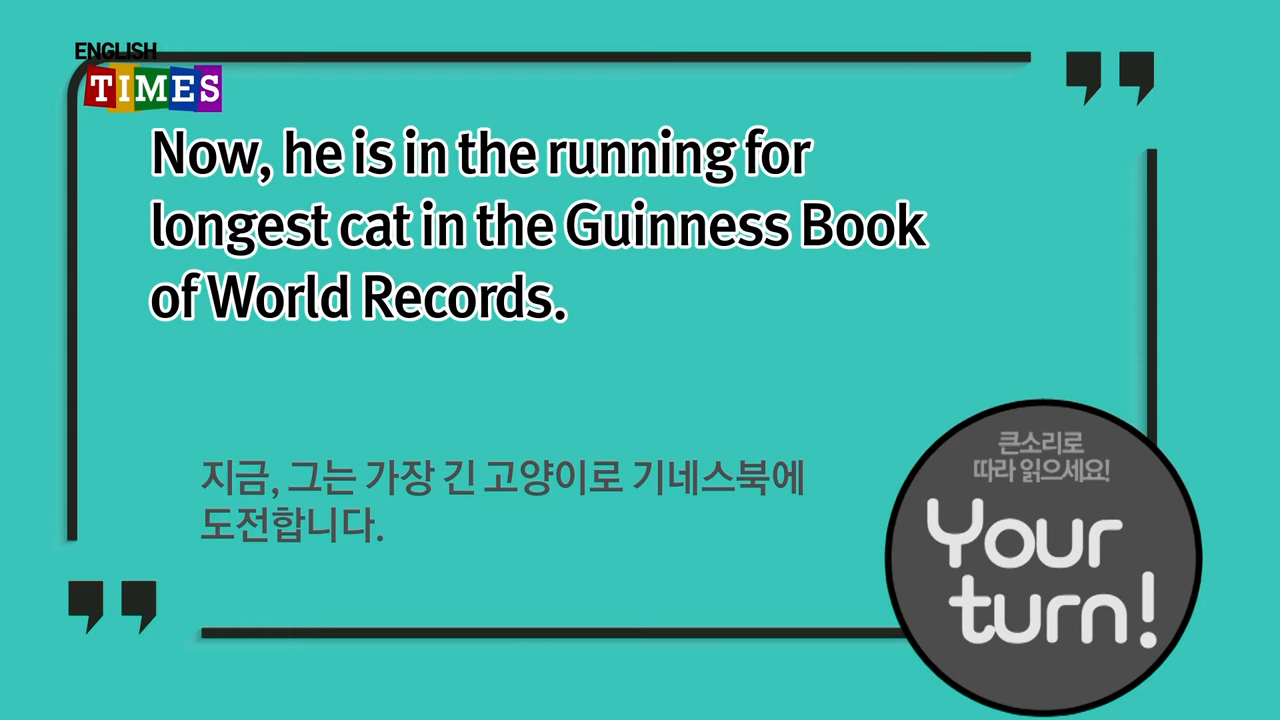 ENGLISH
TIMES
Now, he is in the running for
longest cat in the Guinness Book
of World Records.
지금, 그는 가장 긴 고양이로 기네스북에
도전합니다.
큰소리로
따라 읽으세요!
Your
turn!